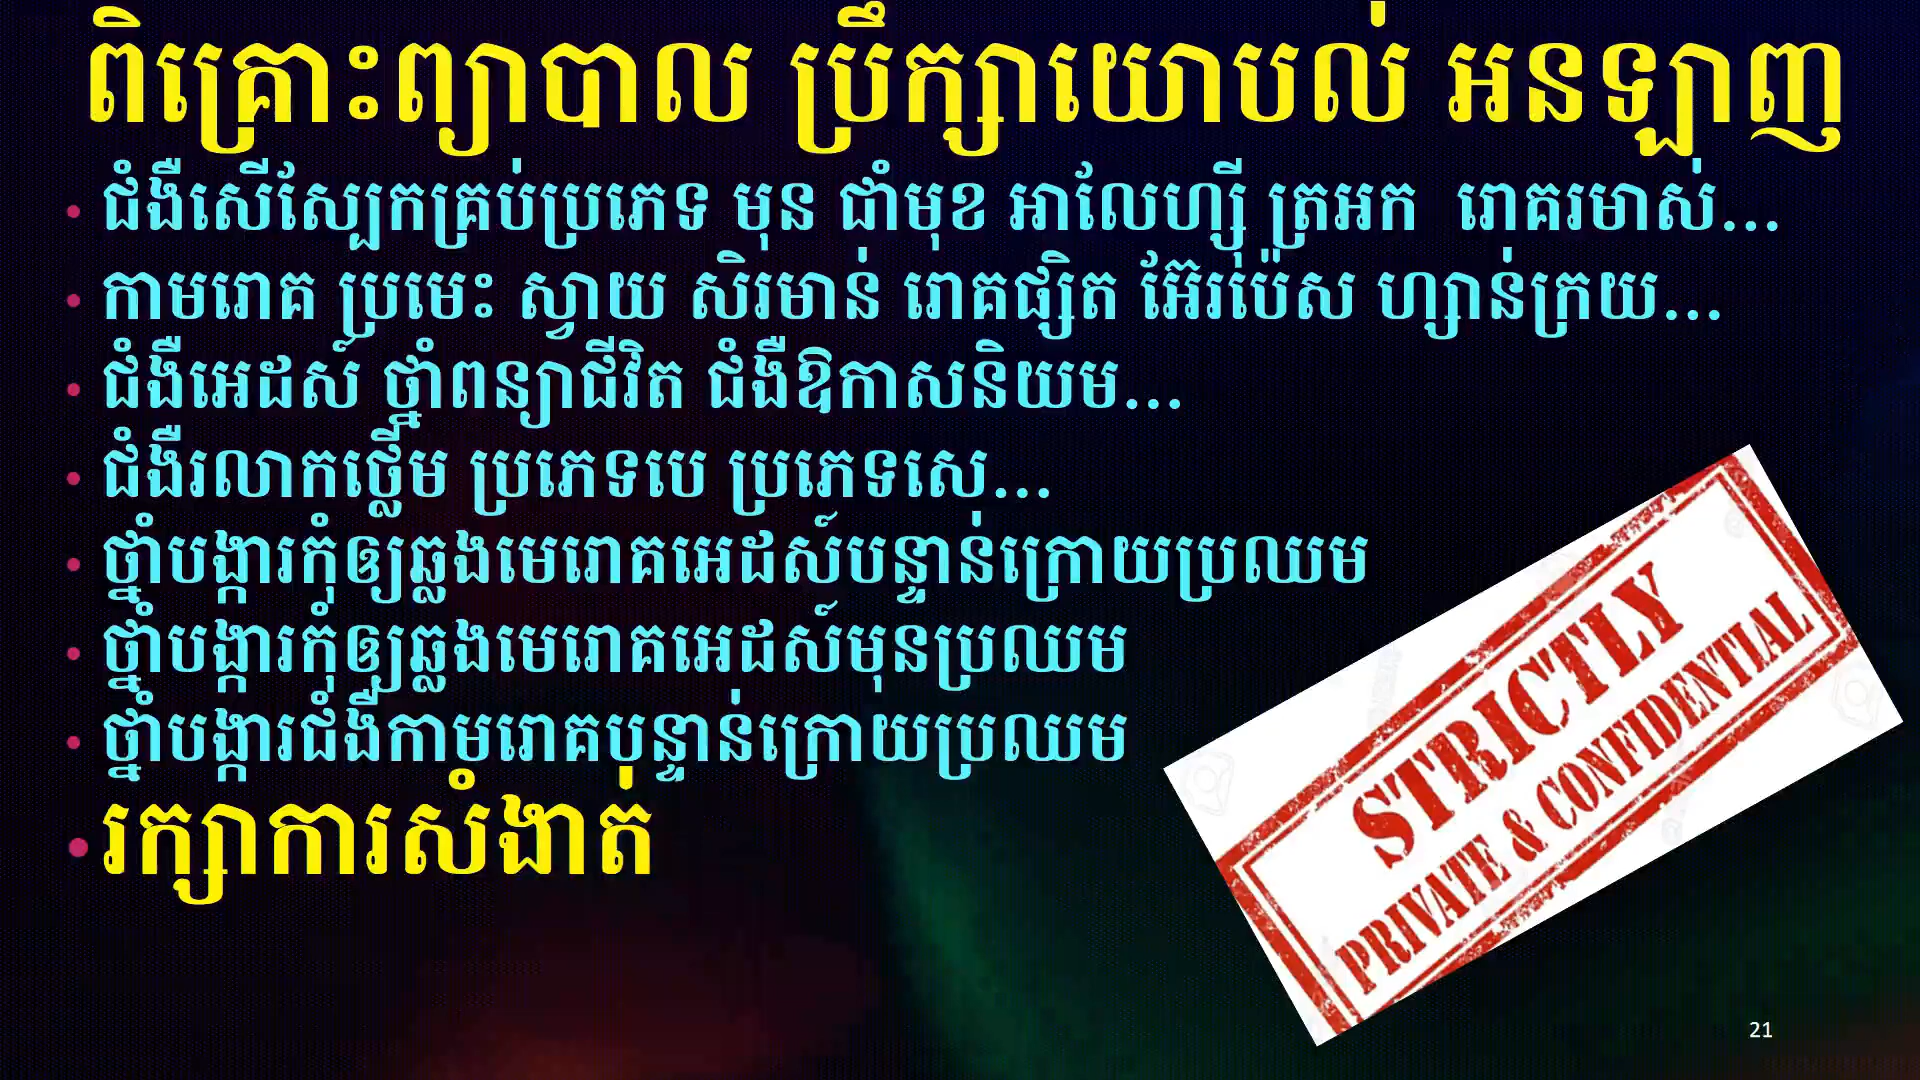 ពិគ្រោះព្យាបាល ប្រឹក្សាយោបល់ អនឡាញ
• ជំងឺសើស្បែកគ្រប់ប្រភេទ មុន ជាំមុខ អាលែហ្ស៊ី ត្រអក រោគរមាស់...
• កាមរោគ ប្រមេះ ស្វាយ សិរមាន់ រោគផ្សិត អ៊ែរប៉េស ហ្សាន់ក្រយ...
• ជំងឺអេដស៍ ថ្នាំពន្យាជីវិត ជំងឺឱកាសនិយម...
• ជំងឺរលាកថ្លើម ប្រភេទបេ ប្រភេទសេ...
• ថ្នាំបង្ការកុំឲ្យឆ្លងមេរោគអេដស៍បន្ទាន់ក្រោយប្រឈម
• ថ្នាំបង្ការកុំឲ្យឆ្លងមេរោគអេដស៍មុនប្រឈម
• ថ្នាំបង្ការជំងឺកាមរោគបន្ទាន់ក្រោយប្រឈម
• រក្សាការសំងាត់
STRICTLY
PRIVATE & CONFIDENTIAL
21